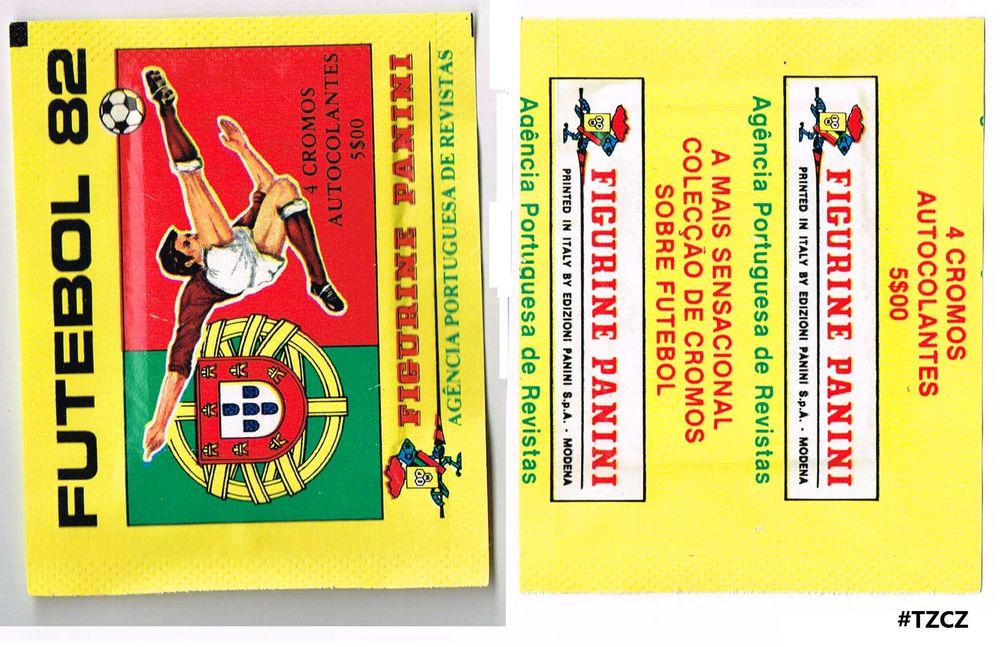 FUTEBOL 82
4 CROMOS
AUTOCOLANTES
5$00
FIGURINE PANINI
AGÊNCIA PORTUGUESA DE REVISTAS
Agência Portuguesa de Revistas
FIGURINE PANINI
PRINTED IN ITALY BY EDIZIONI PANINI S.p.A. - MODENA
A MAIS SENSACIONAL
COLECÇÃO DE CROMOS
SOBRE FUTEBOL
Agência Portuguesa de Revistas
FIGURINE PANINI
PRINTED IN ITALY BY EDIZIONI PANINI S.p.A. - MODENA
4 CROMOS
AUTOCOLANTES
5$00
#TZCZ